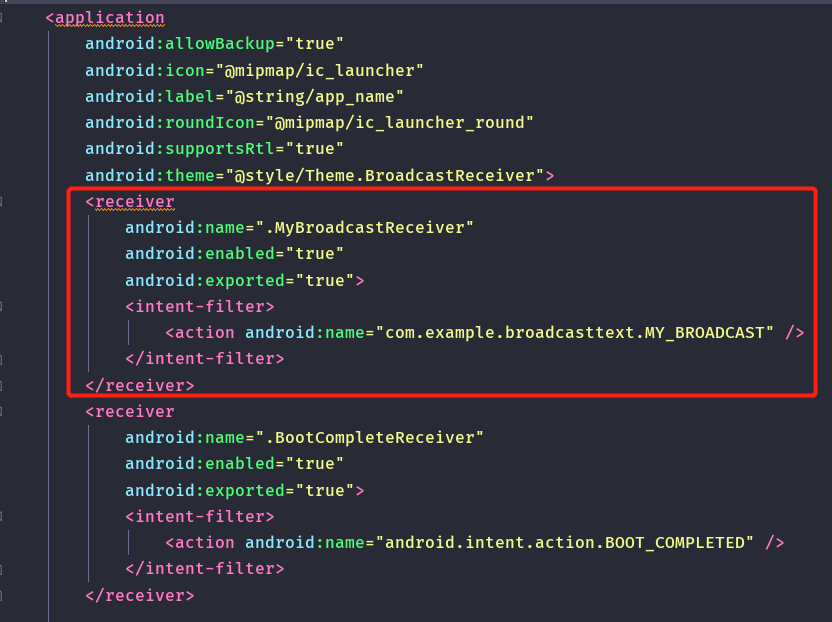 <application
android:allowBackup="true"
android:icon="@mipmap/ic_launcher"
android:label="@string/app_name"
android:roundIcon="@mipmap/ic_launcher_round"
android:supportsRtl="true"
android:theme="@style/Theme.BroadcastReceiver">
<receiver
android:name=".MyBroadcastReceiver"
android:enabled="true"
android:exported="true">
<intent-filter>
<action android:name="com.example.broadcasttext.MY_BROADCAST" />
</intent-filter>
</receiver>
<receiver
android:name=".BootCompleteReceiver"
android:enabled="true"
android:exported="true">
<intent-filter>
<action android:name="android.intent.action.BOOT_COMPLETED" />
</intent-filter>
</receiver>